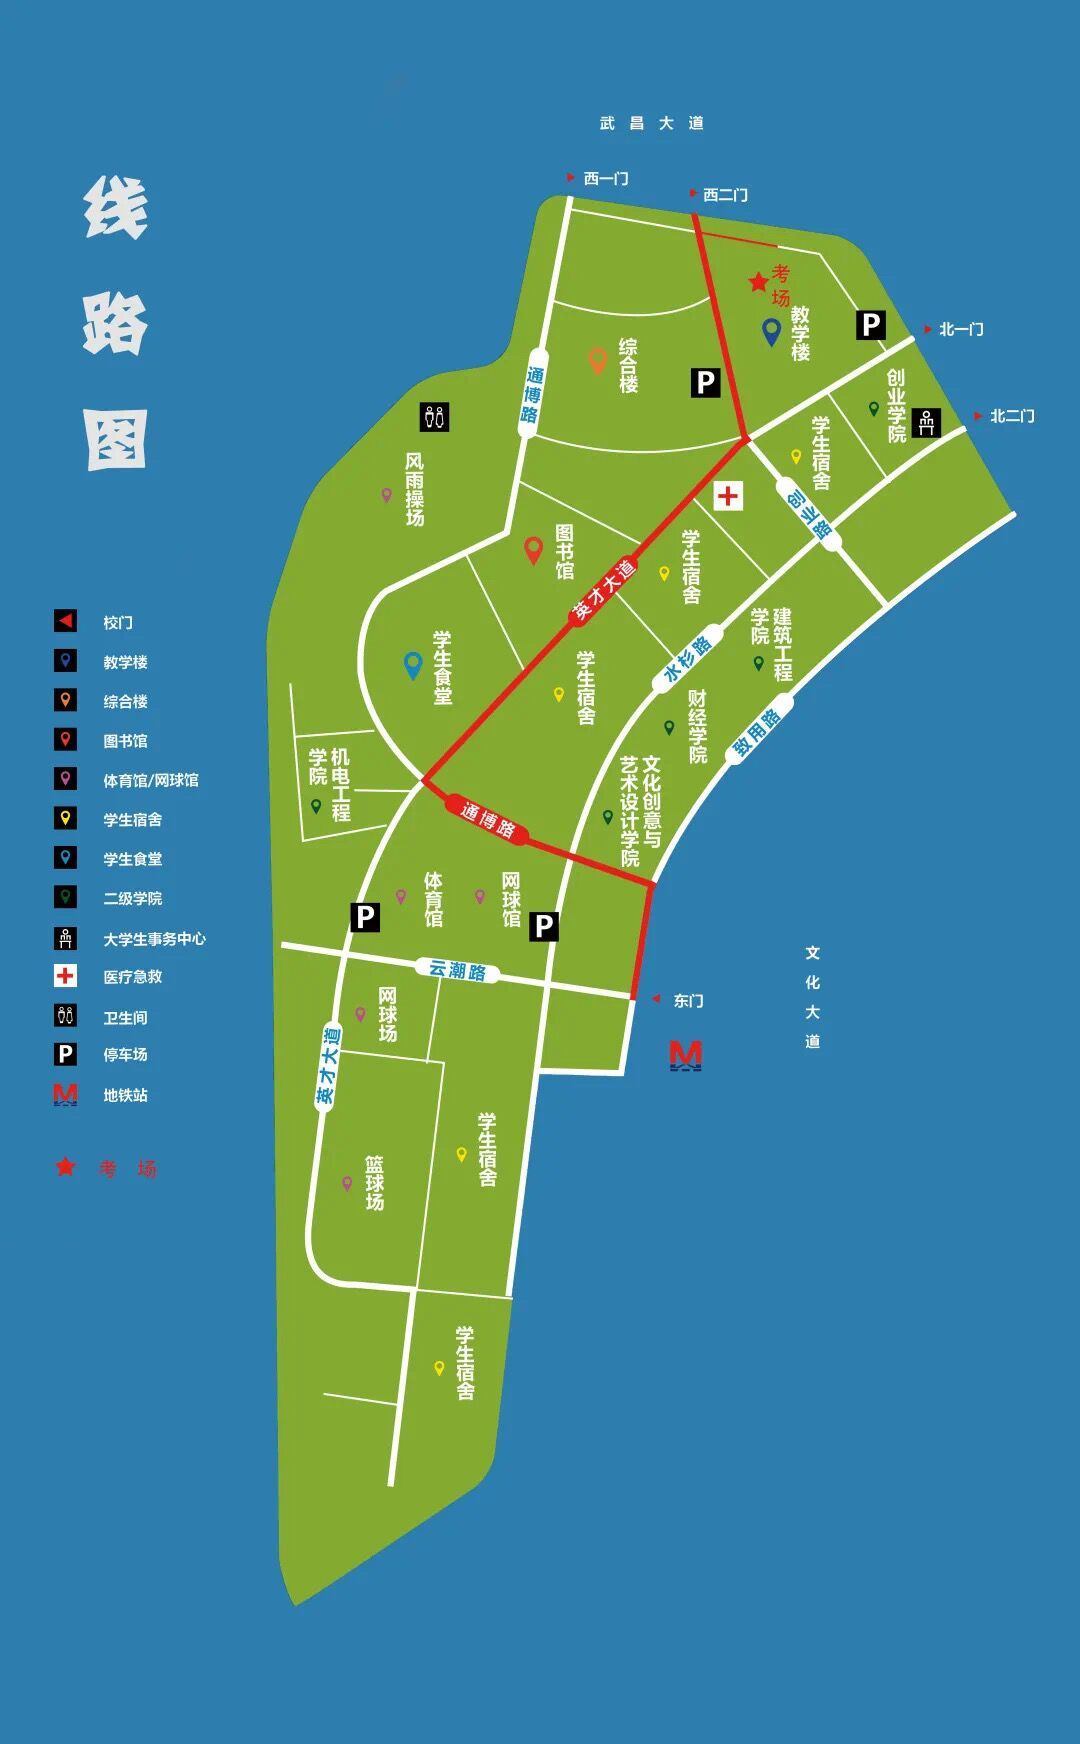 线路图
武昌大道
西一门
西二门
考场
教学楼
P
北一门
综合楼
P
通博路
创业学院
北二门
学生宿舍
风雨操场
创业路
图书馆
学生宿舍
英才大道
建筑工程
学院
水杉路
学生食堂
学生宿舍
财经学院
致用路
机电工程
学院
文化创意与
艺术设计学院
通博路
体育馆
网球馆
P
P
云潮路
网球场
东门
M
文化大道
英才大道
学生宿舍
篮球场
学生宿舍
校门
教学楼
综合楼
图书馆
体育馆/网球馆
学生宿舍
学生食堂
二级学院
大学生事务中心
医疗急救
卫生间
P 停车场
M 地铁站
考场